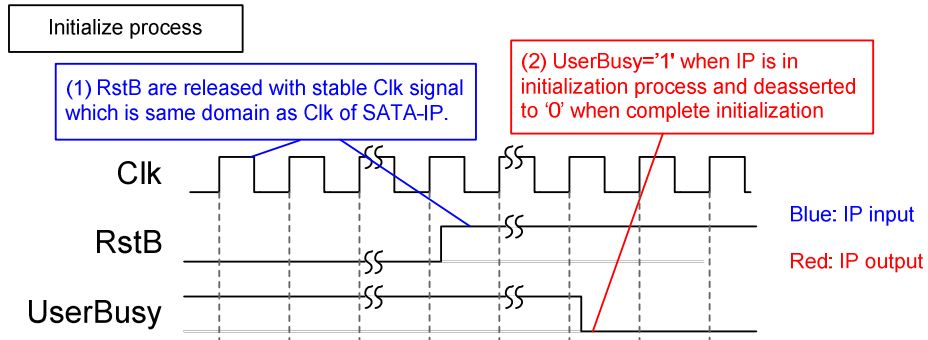 Initialize process
(1) RstB are released with stable Clk signal
which is same domain as Clk of SATA-IP.
(2) UserBusy='1' when IP is in
initialization process and deasserted
to ‘0’ when complete initialization
Clk
Blue: IP input
RstB
Red: IP output
UserBusy